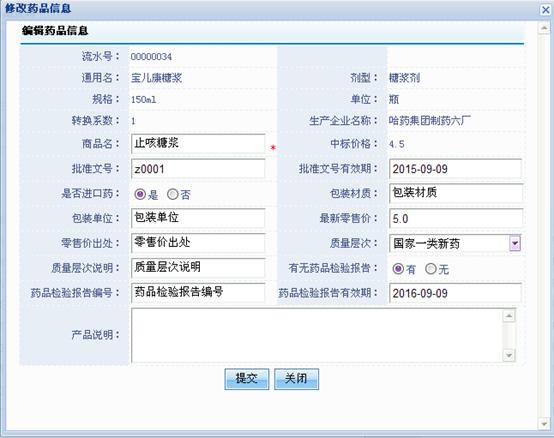 修改药品信息
编辑药品信息
流水号： 00000034
通用名： 宝儿康糖浆 剂型： 糖浆剂
规格： 150ml 单位： 瓶
转换系数： 1 生产企业名称： 哈药集团制药六厂
商品名： 止咳糖浆 * 中标价格： 4.5
批准文号： z0001 批准文号有效期： 2015-09-09
是否进口药： 是 否 包装材质： 包装材质
包装单位： 包装单位 最新零售价： 5.0
零售价出处： 零售价出处 质量层次： 国家一类新药
质量层次说明： 质量层次说明 有无药品检验报告： 有 无
药品检验报告编号： 药品检验报告编号 药品检验报告有效期： 2016-09-09
产品说明：
提交 关闭